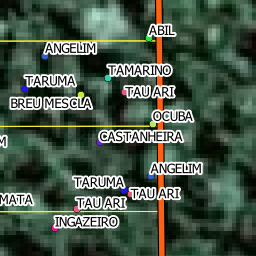 ABIL
ANGELIM
TAMARINO
TARUMA
TAU ARI
BREU MESCLA
OCUBA
CASTANHEIRA
M
ANGELIM
TARUMA
TAU ARI
MATA
TAU ARI
INGAZEIRO